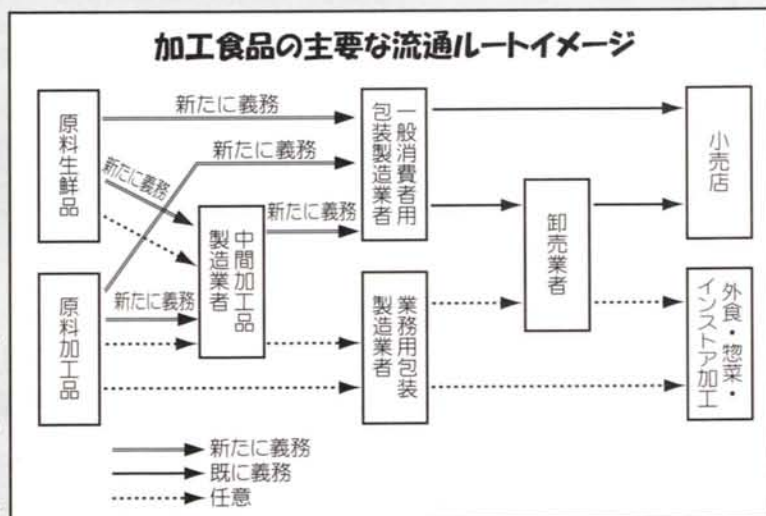 加工食品の主要な流通ルートイメージ
原料生鮮品
原料加工品
新たに義務
新たに義務
新たに義務
新たに義務
新たに義務
中間加工品
製造業者
一般消費者用
包装製造業者
業務用包装
製造業者
卸売業者
小売店
外食・惣菜・
インストア加工
新たに義務
既に義務
任意